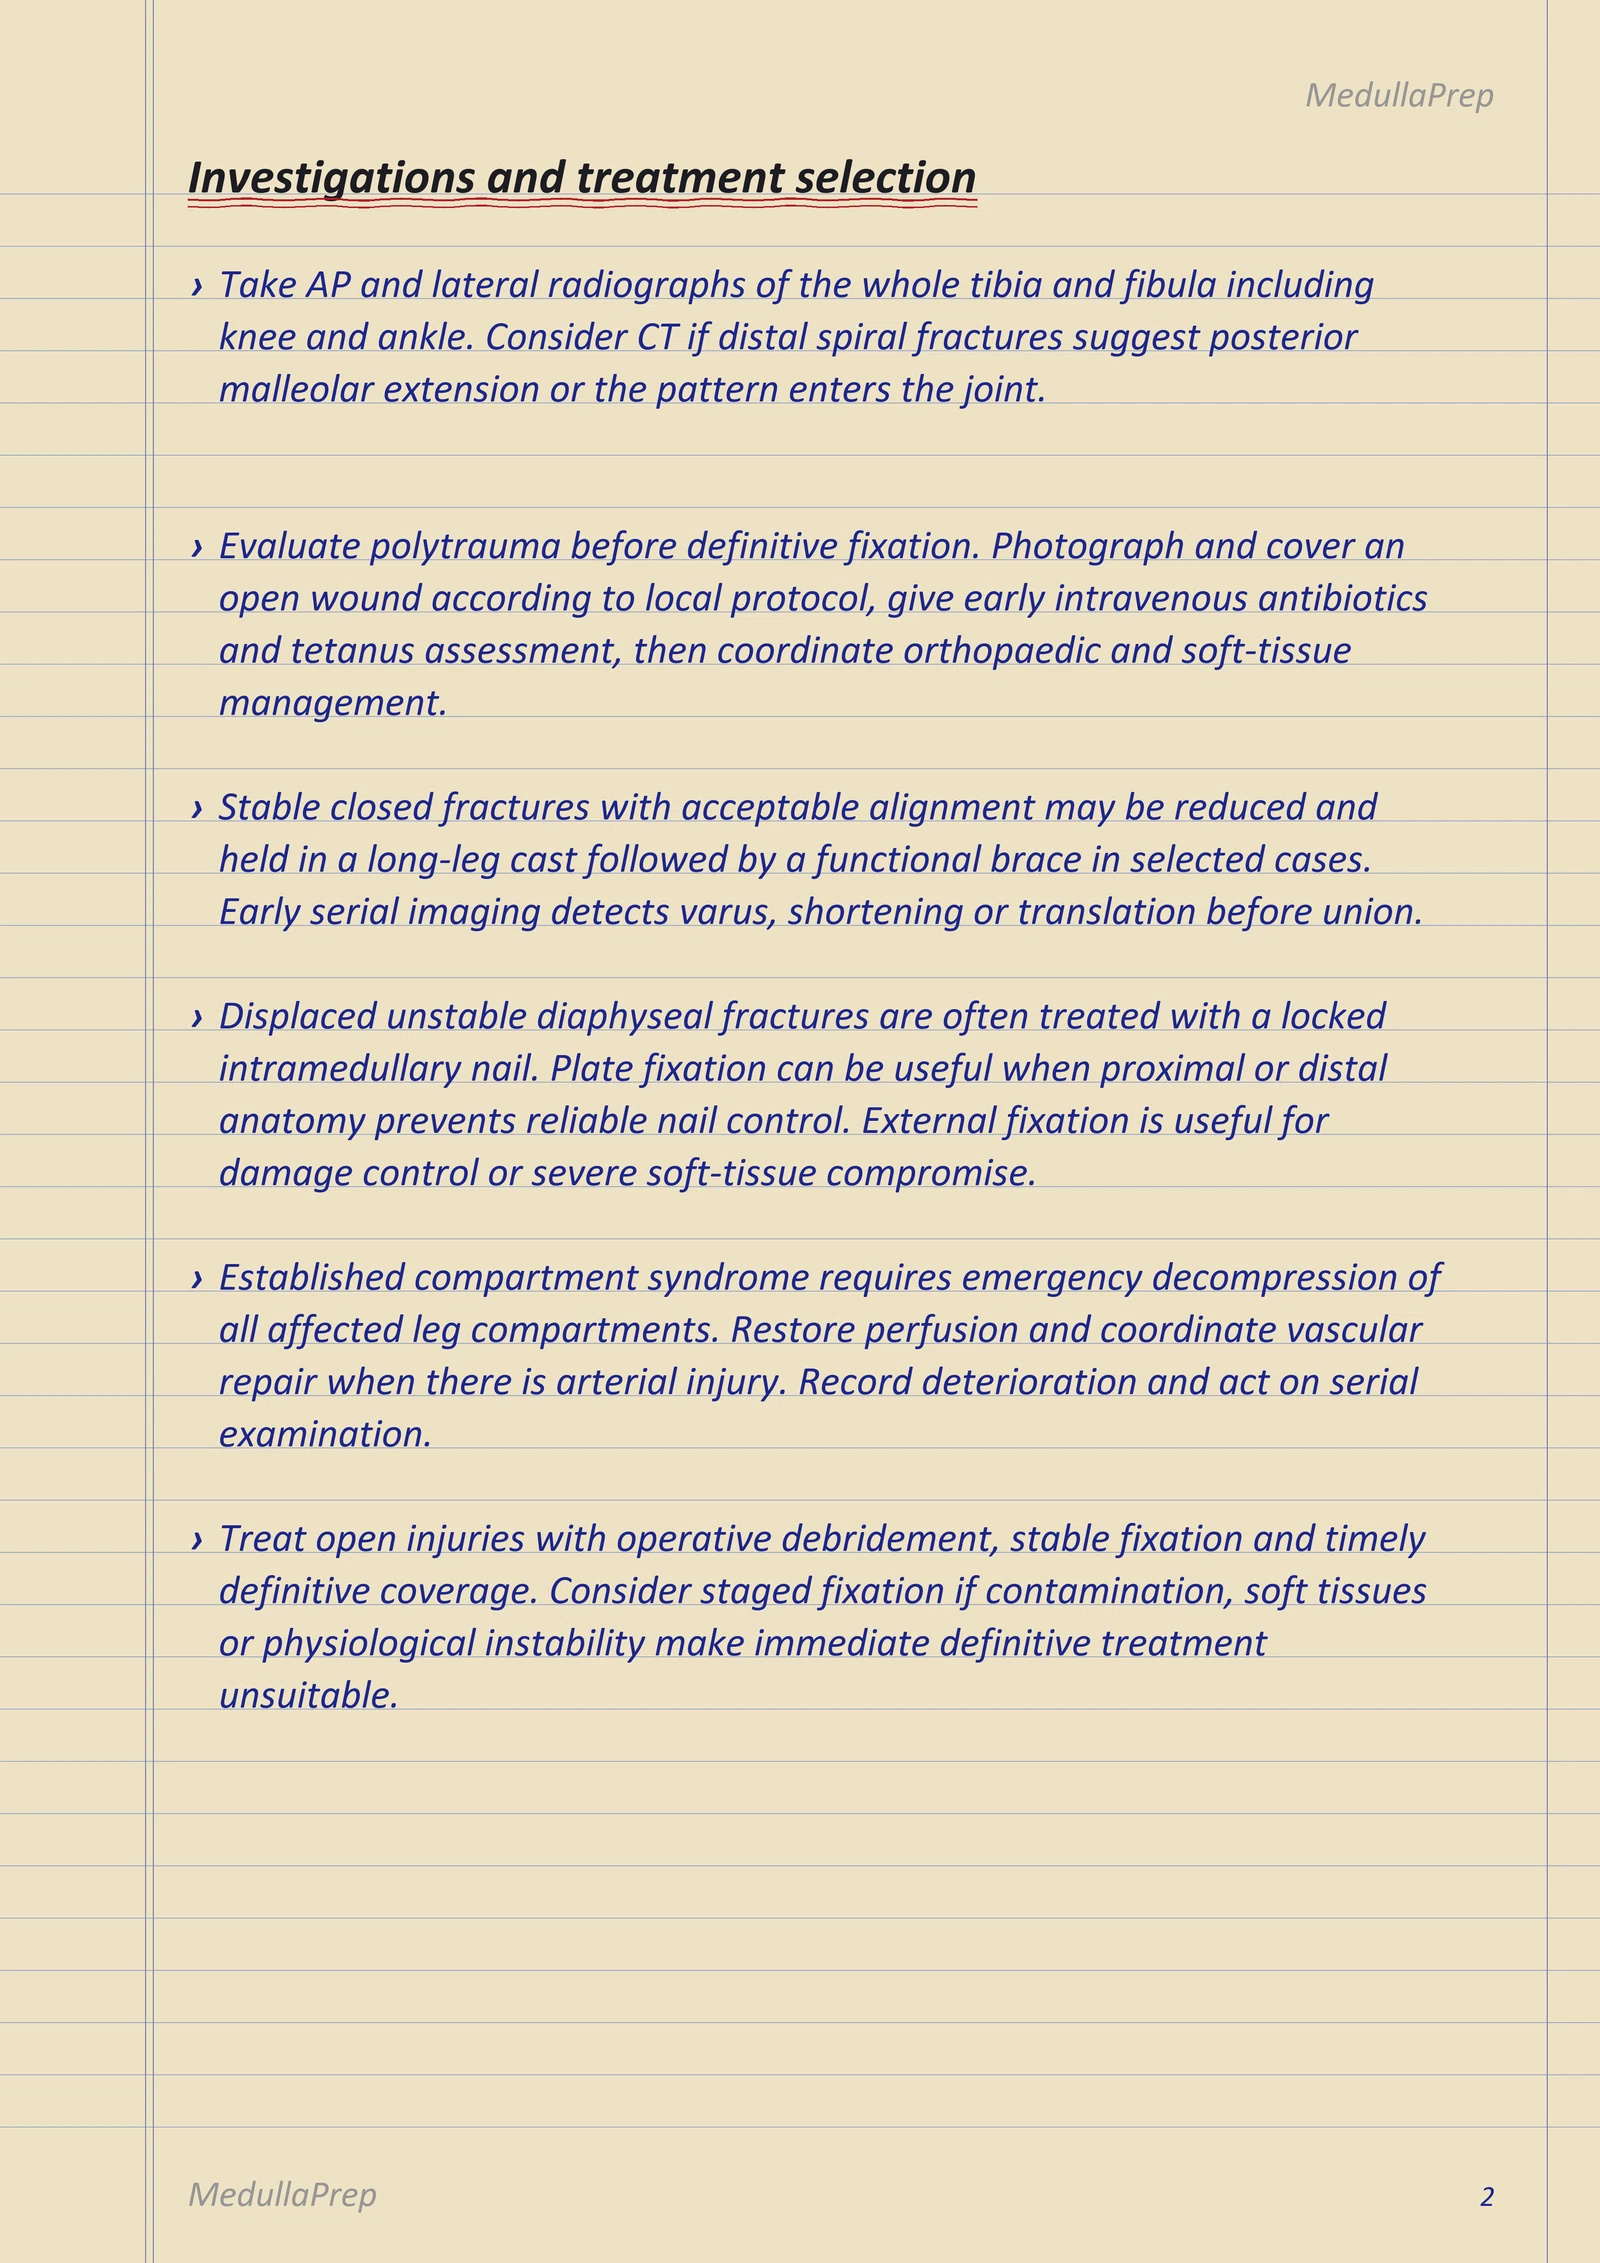 MedullaPrep
Investigations and treatment selection
› Take AP and lateral radiographs of the whole tibia and fibula including
knee and ankle. Consider CT if distal spiral fractures suggest posterior
malleolar extension or the pattern enters the joint.
› Evaluate polytrauma before definitive fixation. Photograph and cover an
open wound according to local protocol, give early intravenous antibiotics
and tetanus assessment, then coordinate orthopaedic and soft-tissue
management.
› Stable closed fractures with acceptable alignment may be reduced and
held in a long-leg cast followed by a functional brace in selected cases.
Early serial imaging detects varus, shortening or translation before union.
› Displaced unstable diaphyseal fractures are often treated with a locked
intramedullary nail. Plate fixation can be useful when proximal or distal
anatomy prevents reliable nail control. External fixation is useful for
damage control or severe soft-tissue compromise.
› Established compartment syndrome requires emergency decompression of
all affected leg compartments. Restore perfusion and coordinate vascular
repair when there is arterial injury. Record deterioration and act on serial
examination.
› Treat open injuries with operative debridement, stable fixation and timely
definitive coverage. Consider staged fixation if contamination, soft tissues
or physiological instability make immediate definitive treatment
unsuitable.
MedullaPrep
2